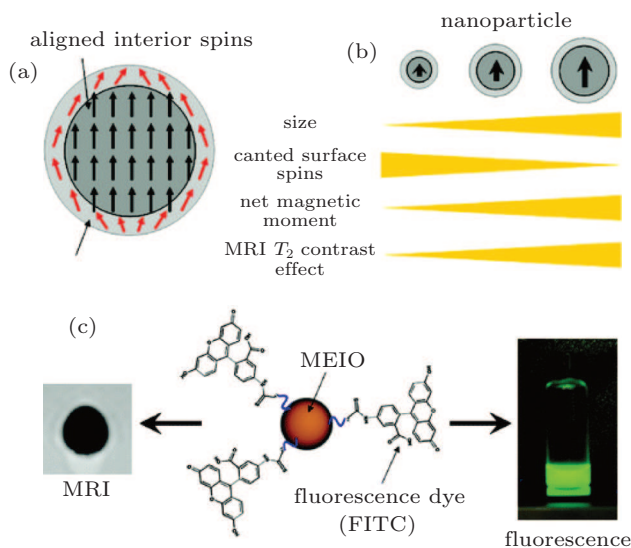 nanoparticle
aligned interior spins
(a)
(b)
size
canted surface
spins
net magnetic
moment
MRI T₂ contrast
effect
(c)
MEIO
MRI
fluorescence dye
(FITC)
fluorescence